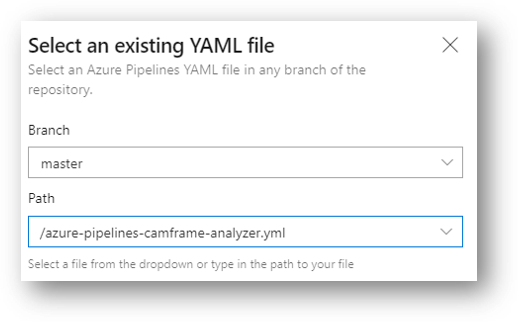 Select an existing YAML file
Select an Azure Pipelines YAML file in any branch of the
repository.
Branch
master
Path
/azure-pipelines-camframe-analyzer.yml
Select a file from the dropdown or type in the path to your file